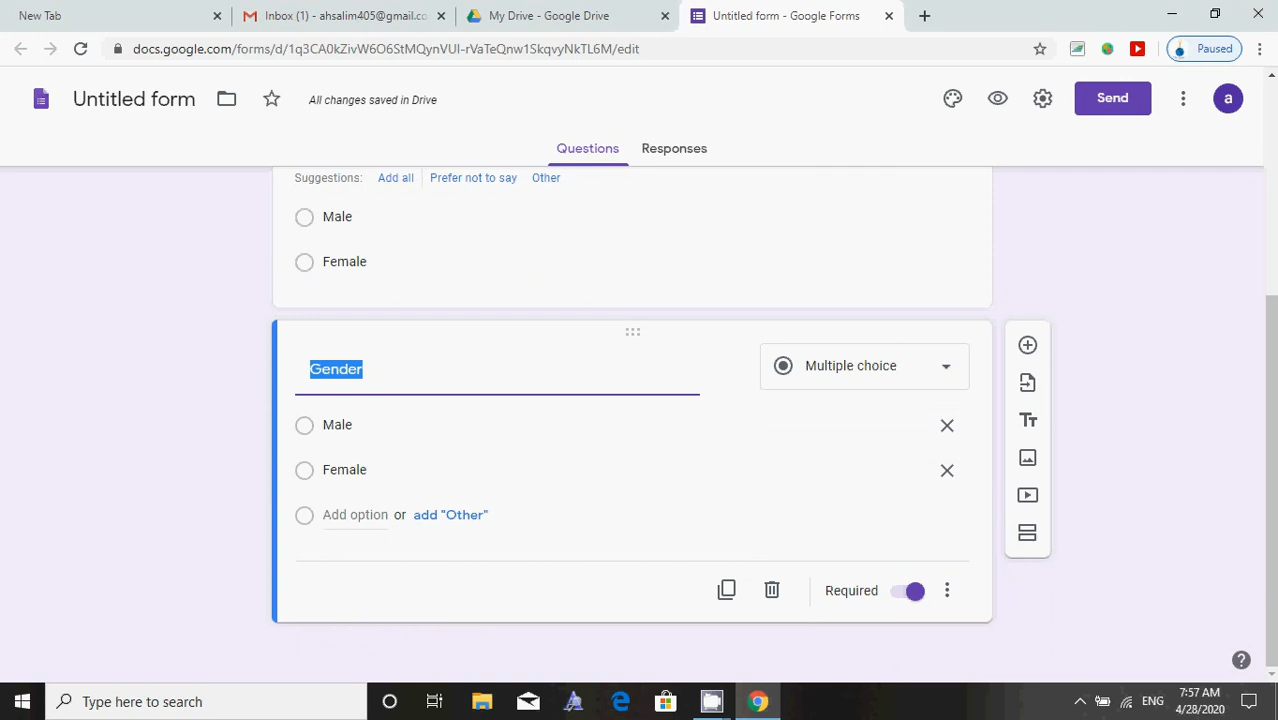 New Tab
Inbox (1) - ahsalim405@gmail.co
My Drive - Google Drive
Untitled form - Google Forms
docs.google.com/forms/d/1q3CA0kZivW6O6StMQynVUI-rVaTeQnw1SkqvyNkTL6M/edit
Paused
Untitled form
All changes saved in Drive
Send
a
Questions
Responses
Suggestions: Add all Prefer not to say Other
Male
Female
Gender
Multiple choice
Male
Female
Add option or add "Other"
Required
Type here to search
ENG
7:57 AM
4/28/2020